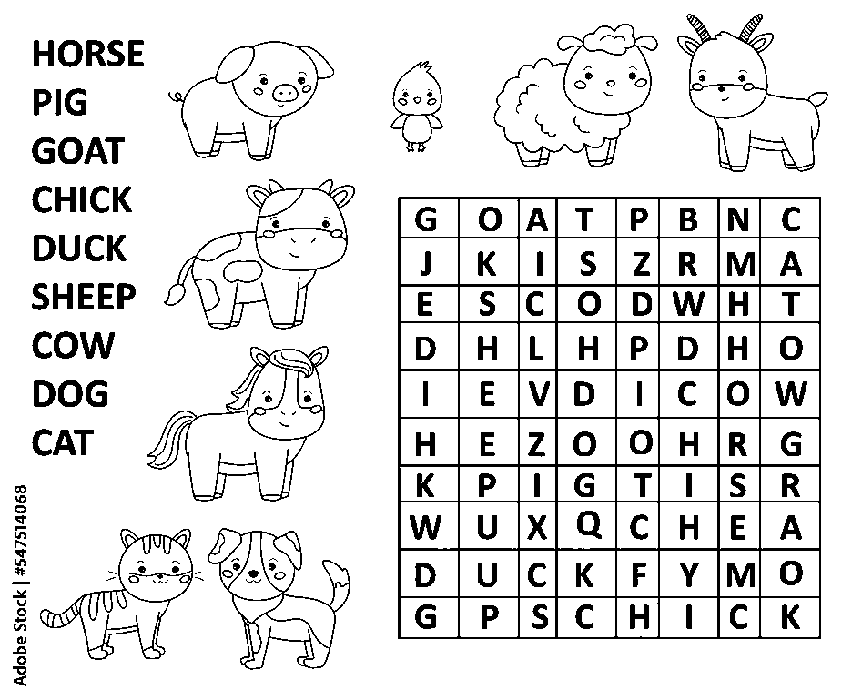 HORSE
PIG
GOAT
CHICK
DUCK
SHEEP
COW
DOG
CAT
G O A T P B N C
J K I S Z R M A
E S C O D W H T
D H L H P D H O
I E V D I C O W
H E Z O O H R G
K P I G T I S R
W U X Q C H E A
D U C K F Y M O
G P S C H I C K
Adobe Stock | #547514068